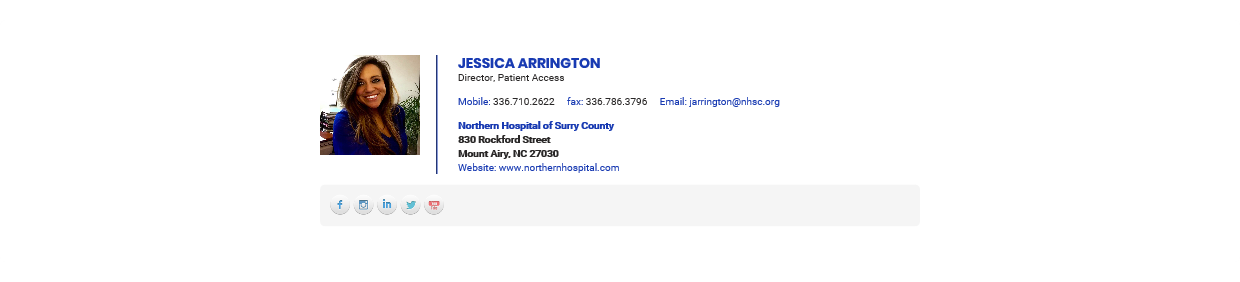 JESSICA ARRINGTON
Director, Patient Access
Mobile: 336.710.2622 fax: 336.786.3796 Email: jarrington@nhsc.org
Northern Hospital of Surry County
830 Rockford Street
Mount Airy, NC 27030
Website: www.northernhospital.com